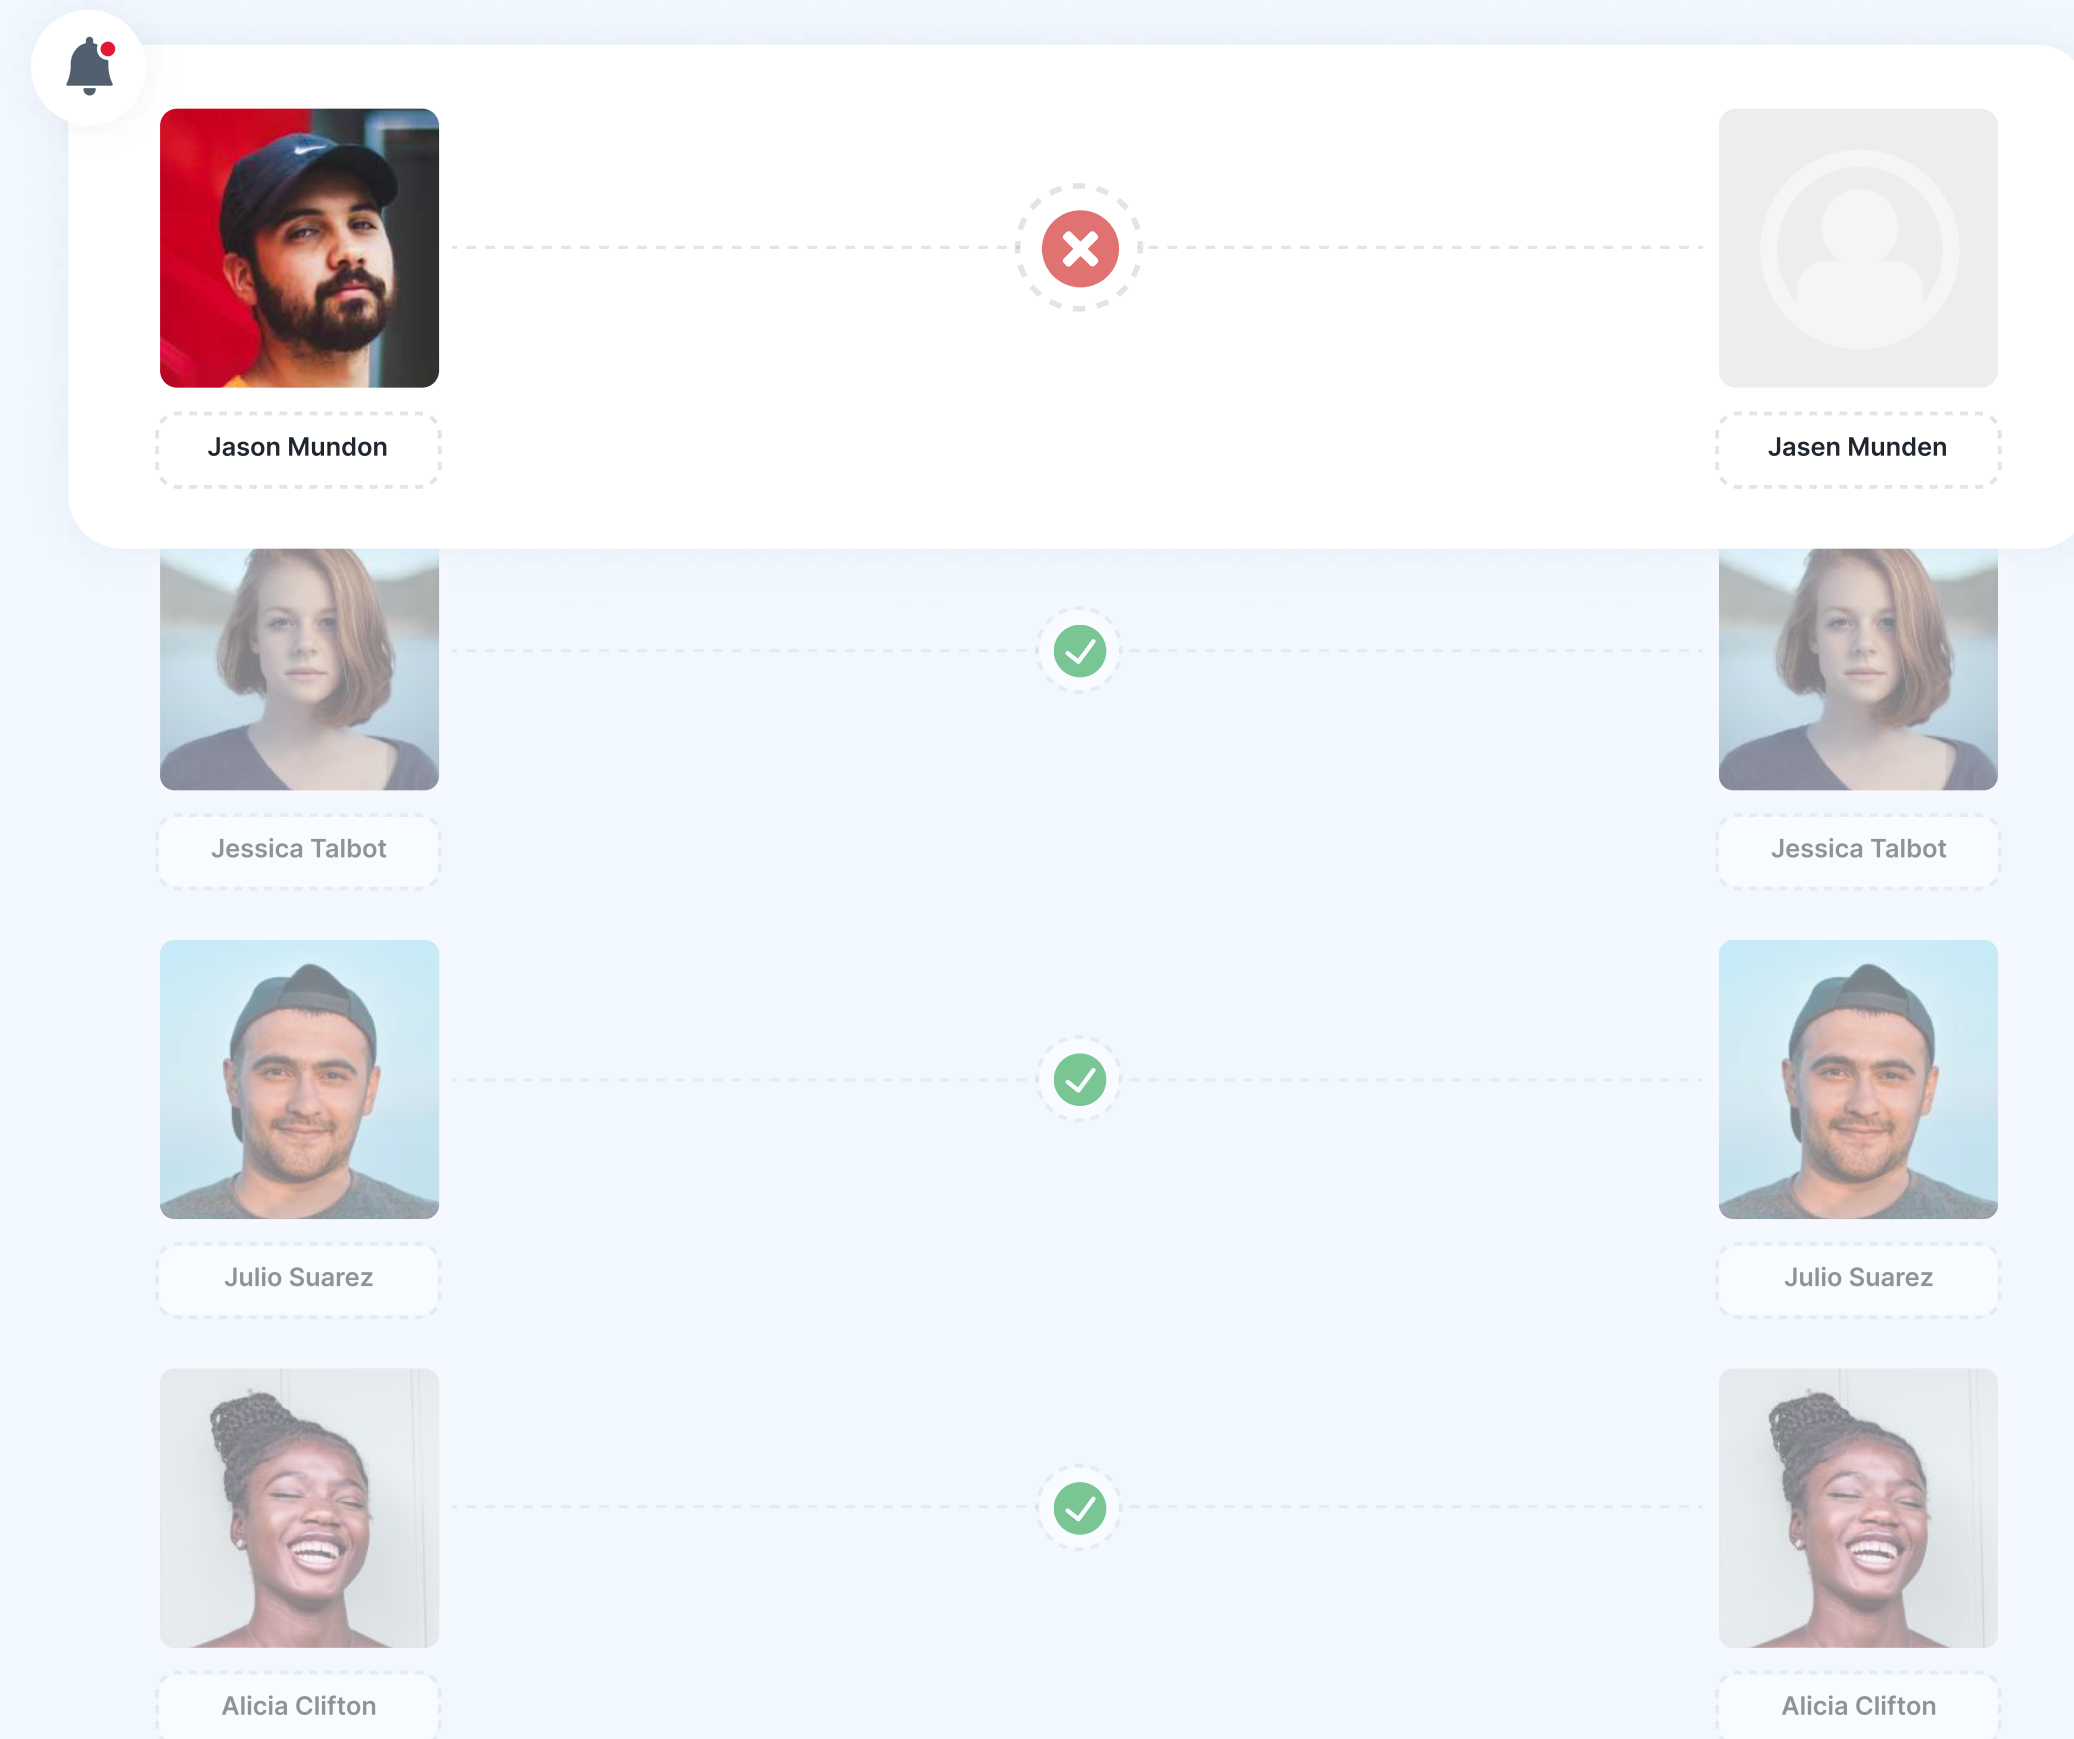 Jason Mundon
Jasen Munden
Jessica Talbot
Jessica Talbot
Julio Suarez
Julio Suarez
Alicia Clifton
Alicia Clifton